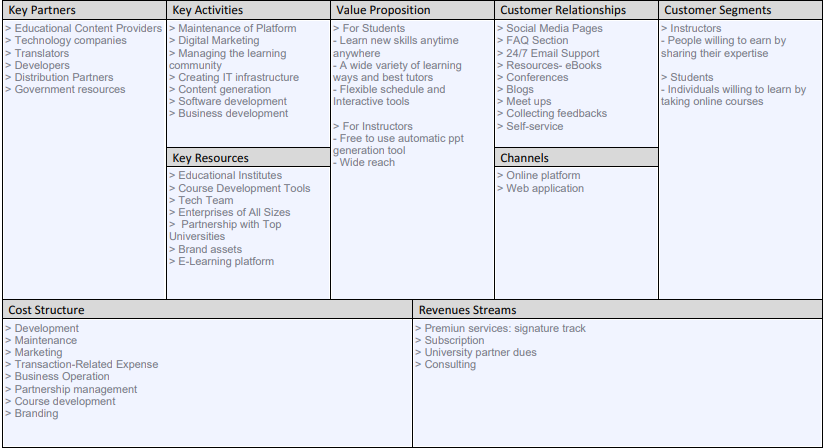 Key Partners
> Educational Content Providers
> Technology companies
> Translators
> Developers
> Distribution Partners
> Government resources
Key Activities
> Maintenance of Platform
> Digital Marketing
> Managing the learning
community
> Creating IT infrastructure
> Content generation
> Software development
> Business development
Key Resources
> Educational Institutes
> Course Development Tools
> Tech Team
> Enterprises of All Sizes
> Partnership with Top
Universities
> Brand assets
> E-Learning platform
Value Proposition
> For Students
- Learn new skills anytime
anywhere
- A wide variety of learning
ways and best tutors
- Flexible schedule and
Interactive tools
> For Instructors
- Free to use automatic ppt
generation tool
- Wide reach
Customer Relationships
> Social Media Pages
> FAQ Section
> 24/7 Email Support
> Resources- eBooks
> Conferences
> Blogs
> Meet ups
> Collecting feedbacks
> Self-service
Channels
> Online platform
> Web application
Customer Segments
> Instructors
- People willing to earn by
sharing their expertise
> Students
- Individuals willing to learn by
taking online courses
Cost Structure
> Development
> Maintenance
> Marketing
> Transaction-Related Expense
> Business Operation
> Partnership management
> Course development
> Branding
Revenues Streams
> Premiun services: signature track
> Subscription
> University partner dues
> Consulting